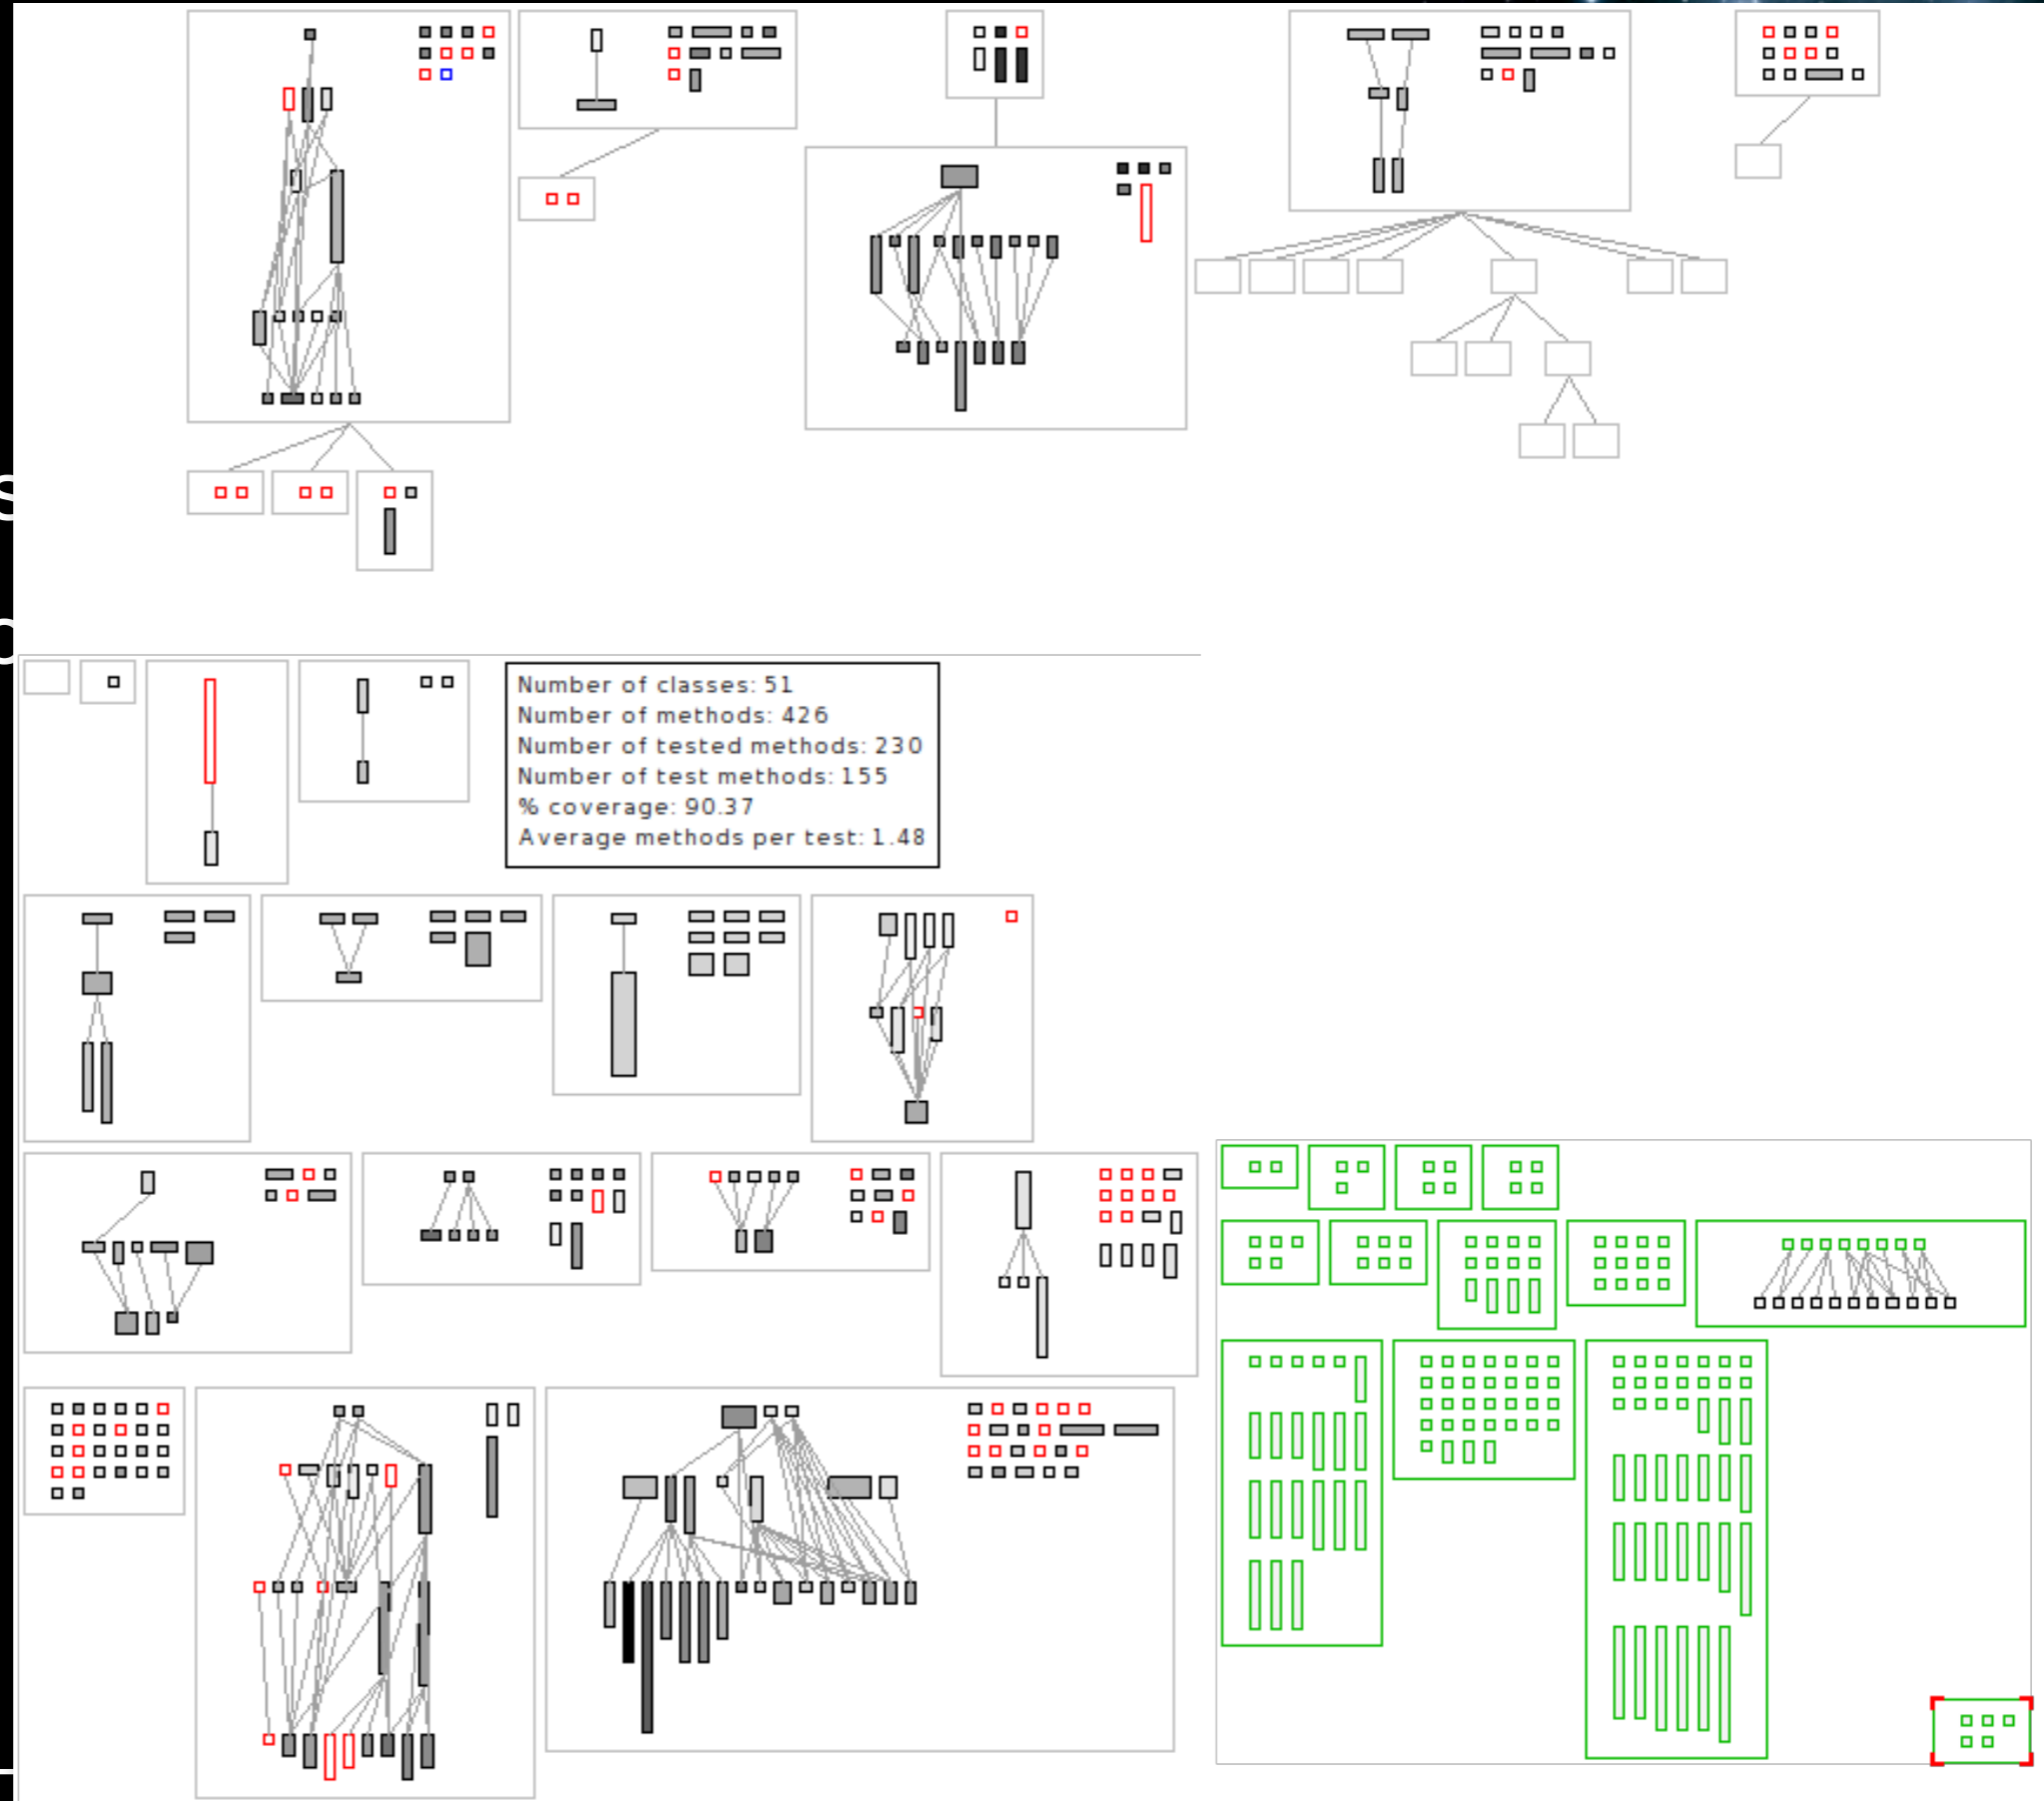 Number of classes: 51
Number of methods: 426
Number of tested methods: 230
Number of test methods: 155
% coverage: 90.37
Average methods per test: 1.48